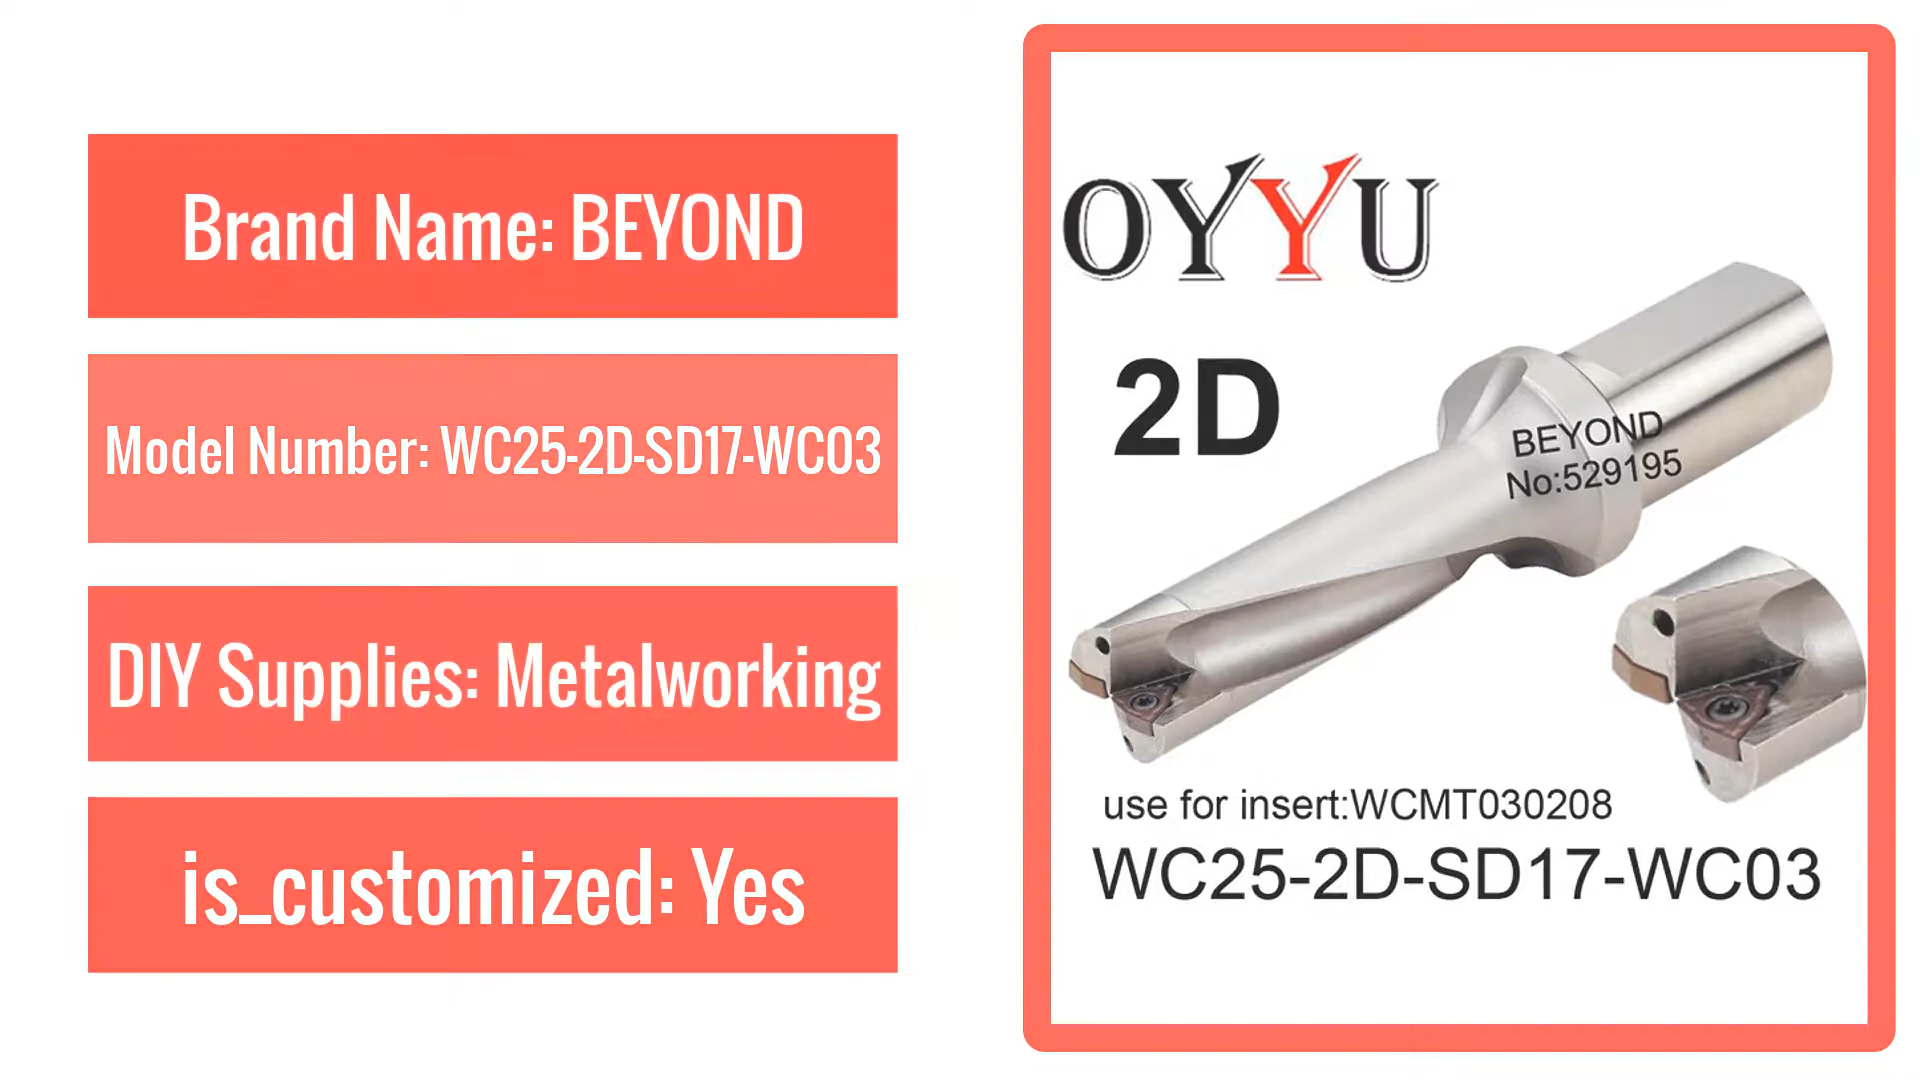 Brand Name: BEYOND
Model Number: WC25-2D-SD17-WC03
DIY Supplies: Metalworking
is_customized: Yes
OYYU
2D
BEYOND
No:529195
use for insert:WCMT030208
WC25-2D-SD17-WC03